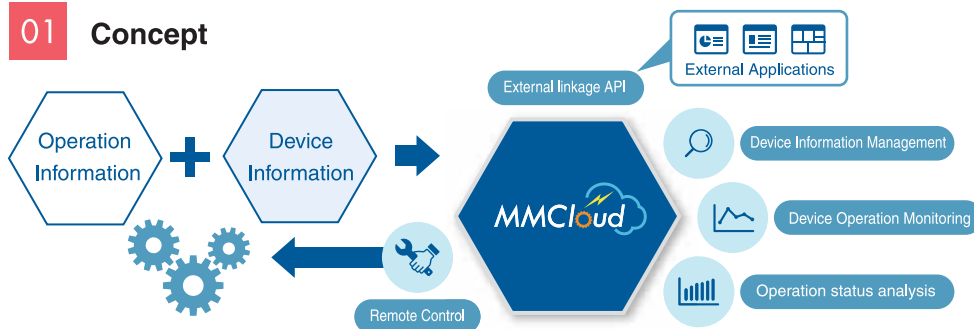 01 Concept
External Applications
External linkage API
Operation
Information
Device
Information
Device Information Management
MMCloud
Device Operation Monitoring
Operation status analysis
Remote Control